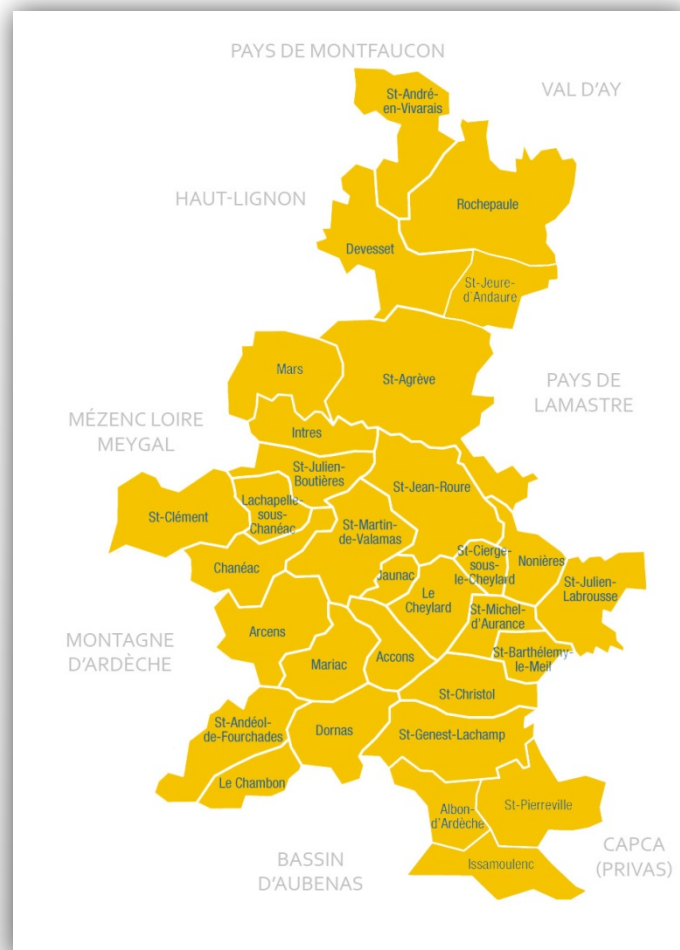 PAYS DE MONTFAUCON
VAL D'AY
St-André-
en-Vivarais
HAUT-LIGNON
Rochepaule
Devesset
St-Jeure-
d'Andaure
Mars
St-Agrève
PAYS DE
LAMASTRE
MÉZENC LOIRE
MEYGAL
Intres
St-Julien-
Boutières
St-Jean-Roure
St-Clément
Lachapelle-
sous-
Chanéac
St-Martin-
de-Valamas
St-Cierge-
sous-
le-Cheylard
Nonières
St-Julien-
Labrousse
Chanéac
Jaunac
Le
Cheylard
St-Michel-
d'Aurance
Arcens
MONTAGNE
D'ARDÈCHE
Mariac
Accons
St-Barthélemy-
le-Meil
St-Christol
St-Andéol-
de-Fourchades
Dornas
St-Genest-Lachamp
Le Chambon
Albon-
d'Ardèche
St-Pierreville
Issamoulenc
BASSIN
D'AUBENAS
CAPCA
(PRIVAS)